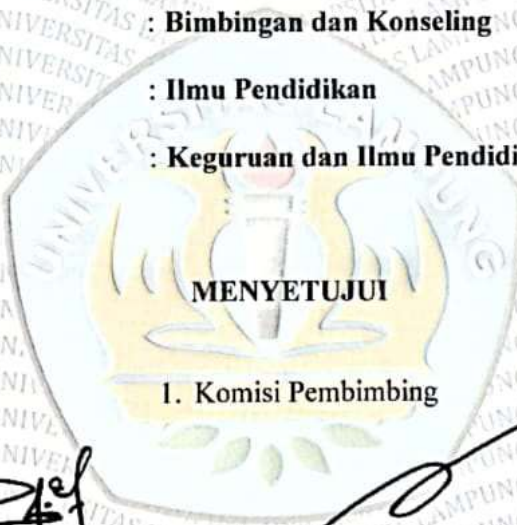 : Bimbingan dan Konseling
: Ilmu Pendidikan
: Keguruan dan Ilmu Pendidi
MENYETUJUI
1. Komisi Pembimbing